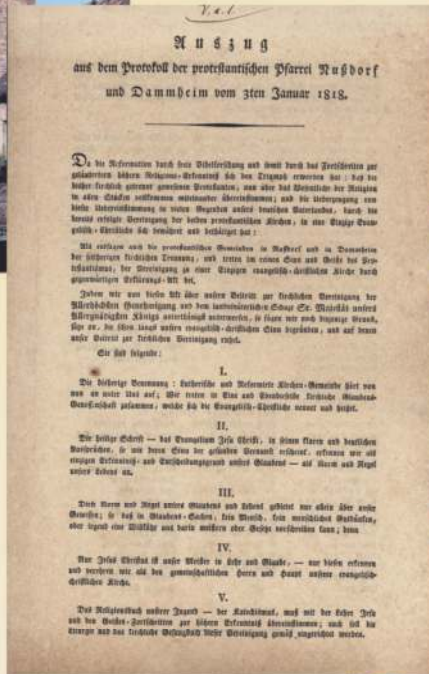 V. a. 1.
Auszug
aus dem Protokoll der protestantischen Pfarrei Nußdorf
und Dammheim vom 3ten Januar 1818.
Da die Reformation durch freie Bibelforschung und somit durch das Fortschreiten zur
geläuterten höhern Religions-Erkenntniß sich den Triumph erworben hat: daß die
bisher kirchlich getrennt gewesenen Protestanten, nun über das Wesentliche der Religion
in allen Stücken vollkommen miteinander übereinstimmen; und die Ueberzeugung von
dieser Uebereinstimmung in vielen Gegenden unsers deutschen Vaterlandes, durch die
bereits erfolgte Vereinigung der beiden protestantischen Kirchen, in eine Einzige Evan-
gelisch-Christliche sich bewährt und bethätiget hat:
Als entsagen auch die protestantischen Gemeinden in Nußdorf und in Dammheim
der seitherigen kirchlichen Trennung, und treten im reinen Sinn und Geiste des Pro-
testantismus, der Vereinigung zu einer Einzigen evangelisch-christlichen Kirche durch
gegenwärtigen Erklärungs-Akt bei.
Indem wir nun diesen Akt über unsern Beitritt zur kirchlichen Vereinigung der
Allerhöchsten Genehmigung und dem landesväterlichen Schutze Sr. Majestät unsers
Allergnädigsten Königs unterthänigst unterwerfen, so fügen wir noch diejenige Grund-
sätze an, die schon längst unsern evangelisch-christlichen Sinn begründen, und auf denen
unser Beitritt zur kirchlichen Vereinigung ruhet.
Sie sind folgende:
I.
Die bisherige Benennung: Lutherische und Reformirte Kirchen-Gemeinde hört von
nun an unter Uns auf; Wir treten in Eine und Ebendieselbe kirchliche Glaubens-
Genossenschaft zusammen, welche sich die Evangelisch-Christliche nennet und heißet.
II.
Die heilige Schrift — das Evangelium Jesu Christi, in seinen klaren und deutlichen
Aussprüchen, so wie deren Sinn der gesunden Vernunft erscheint, erkennen wir als
einzigen Erkenntniß- und Entscheidungsgrund unsers Glaubens — als Norm und Regel
unsers Lebens an.
III.
Diese Norm und Regel unsers Glaubens und Lebens gebietet nur allein über unser
Gewissen; so daß in Glaubens-Sachen, kein Mensch, kein menschliches Gutdünken,
oder irgend eine Willkühr uns darin meistern oder Gesetze vorschreiben kann; denn
IV.
Nur Jesus Christus ist unser Meister in Lehr und Glaube, — nur diesen erkennen
und verehren wir als den gemeinschaftlichen Herrn und Haupt unserer evangelisch-
christlichen Kirche.
V.
Das Religionsbuch unserer Jugend — der Katechismus, muß mit der Lehre Jesu
und den Geistes-Fortschritten zur höhern Erkenntniß übereinstimmen; auch soll die
Liturgie und das kirchliche Gesangbuch dieser Vereinigung gemäß eingerichtet werden.